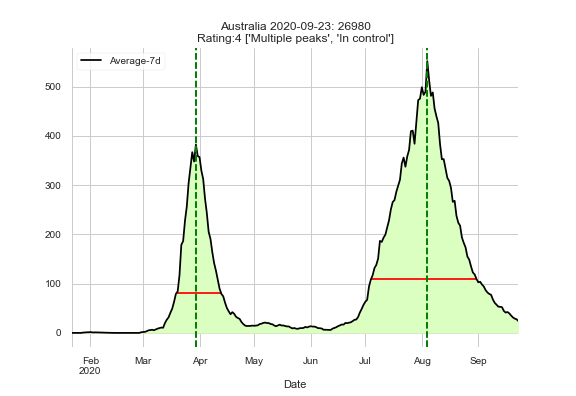 Australia 2020-09-23: 26980
Rating:4 ['Multiple peaks', 'In control']
Average-7d
500
400
300
200
100
0
Feb Mar Apr May Jun Jul Aug Sep
2020
Date